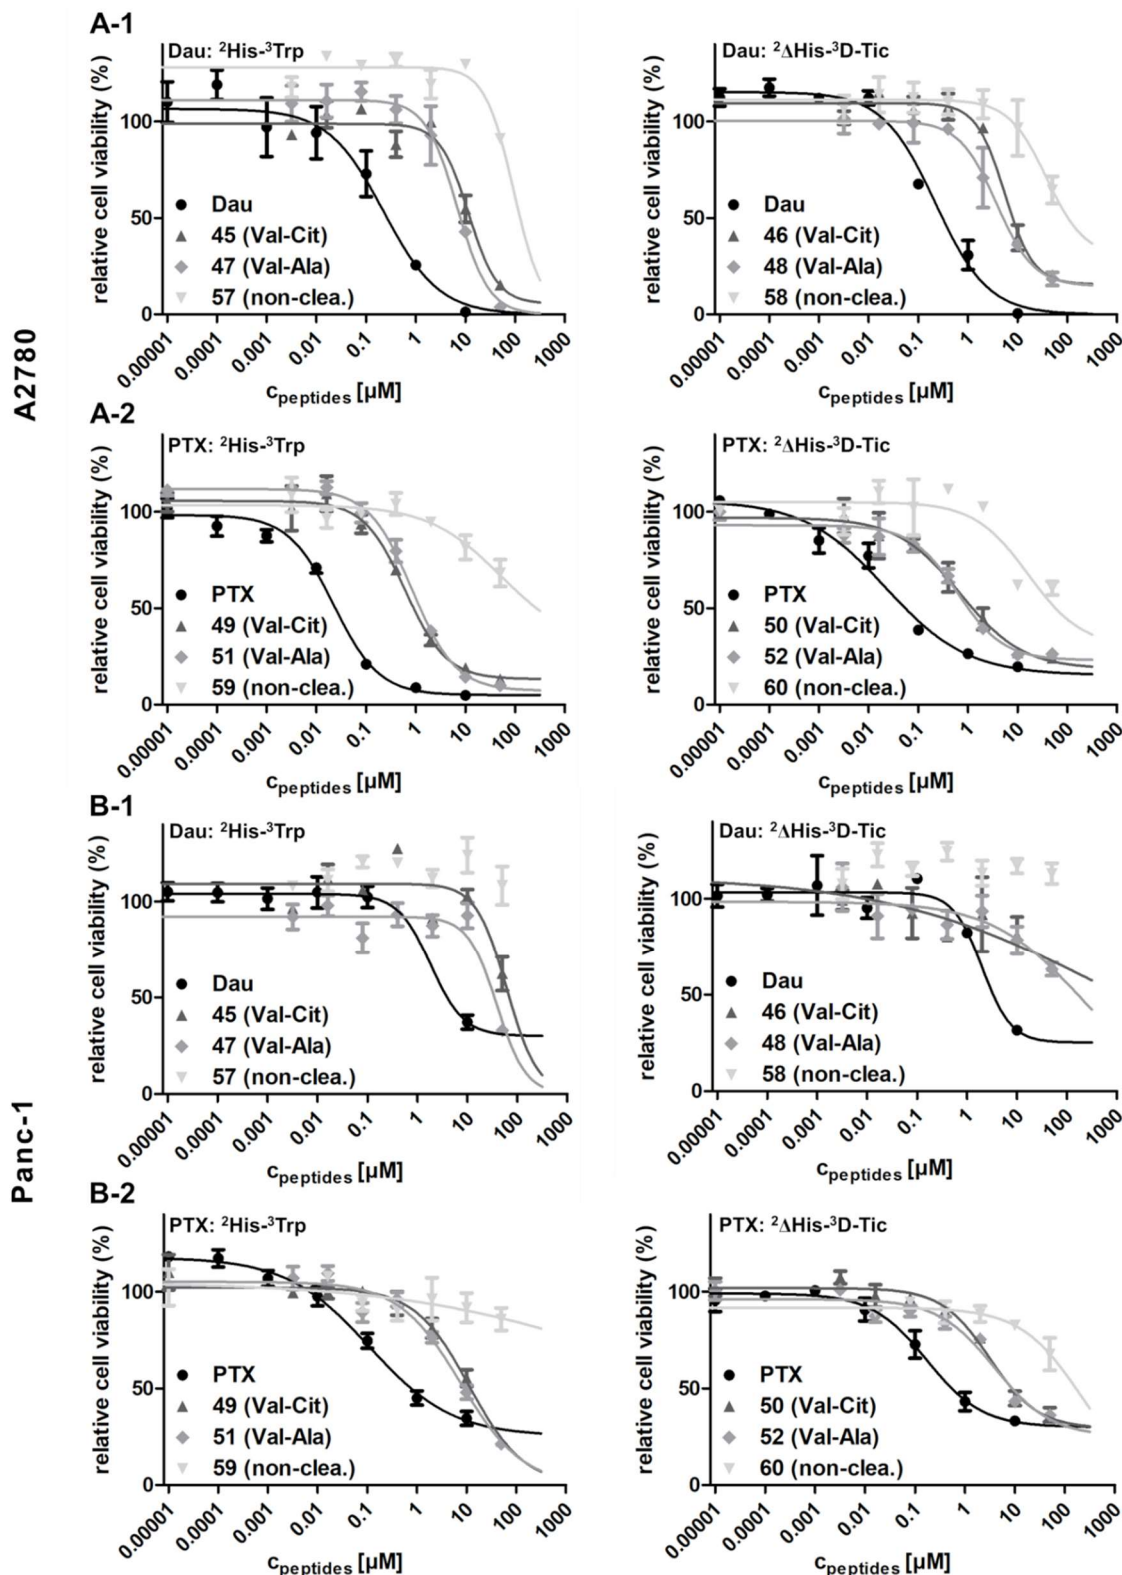 A2780
A-1
Dau: ²His-³Trp
relative cell viability (%)
100
50
0
Dau
45 (Val-Cit)
47 (Val-Ala)
57 (non-clea.)
0.00001
0.0001
0.001
0.01
0.1
1
10
100
1000
cpeptides [µM]
Dau: ²ΔHis-³D-Tic
relative cell viability (%)
100
50
0
Dau
46 (Val-Cit)
48 (Val-Ala)
58 (non-clea.)
0.00001
0.0001
0.001
0.01
0.1
1
10
100
1000
cpeptides [µM]
A-2
PTX: ²His-³Trp
relative cell viability (%)
100
50
0
PTX
49 (Val-Cit)
51 (Val-Ala)
59 (non-clea.)
0.00001
0.0001
0.001
0.01
0.1
1
10
100
1000
cpeptides [µM]
PTX: ²ΔHis-³D-Tic
relative cell viability (%)
100
50
0
PTX
50 (Val-Cit)
52 (Val-Ala)
60 (non-clea.)
0.00001
0.0001
0.001
0.01
0.1
1
10
100
1000
cpeptides [µM]
Panc-1
B-1
Dau: ²His-³Trp
relative cell viability (%)
100
50
0
Dau
45 (Val-Cit)
47 (Val-Ala)
57 (non-clea.)
0.00001
0.0001
0.001
0.01
0.1
1
10
100
1000
cpeptides [µM]
Dau: ²ΔHis-³D-Tic
relative cell viability (%)
100
50
0
Dau
46 (Val-Cit)
48 (Val-Ala)
58 (non-clea.)
0.00001
0.0001
0.001
0.01
0.1
1
10
100
1000
cpeptides [µM]
B-2
PTX: ²His-³Trp
relative cell viability (%)
100
50
0
PTX
49 (Val-Cit)
51 (Val-Ala)
59 (non-clea.)
0.00001
0.0001
0.001
0.01
0.1
1
10
100
1000
cpeptides [µM]
PTX: ²ΔHis-³D-Tic
relative cell viability (%)
100
50
0
PTX
50 (Val-Cit)
52 (Val-Ala)
60 (non-clea.)
0.00001
0.0001
0.001
0.01
0.1
1
10
100
1000
cpeptides [µM]